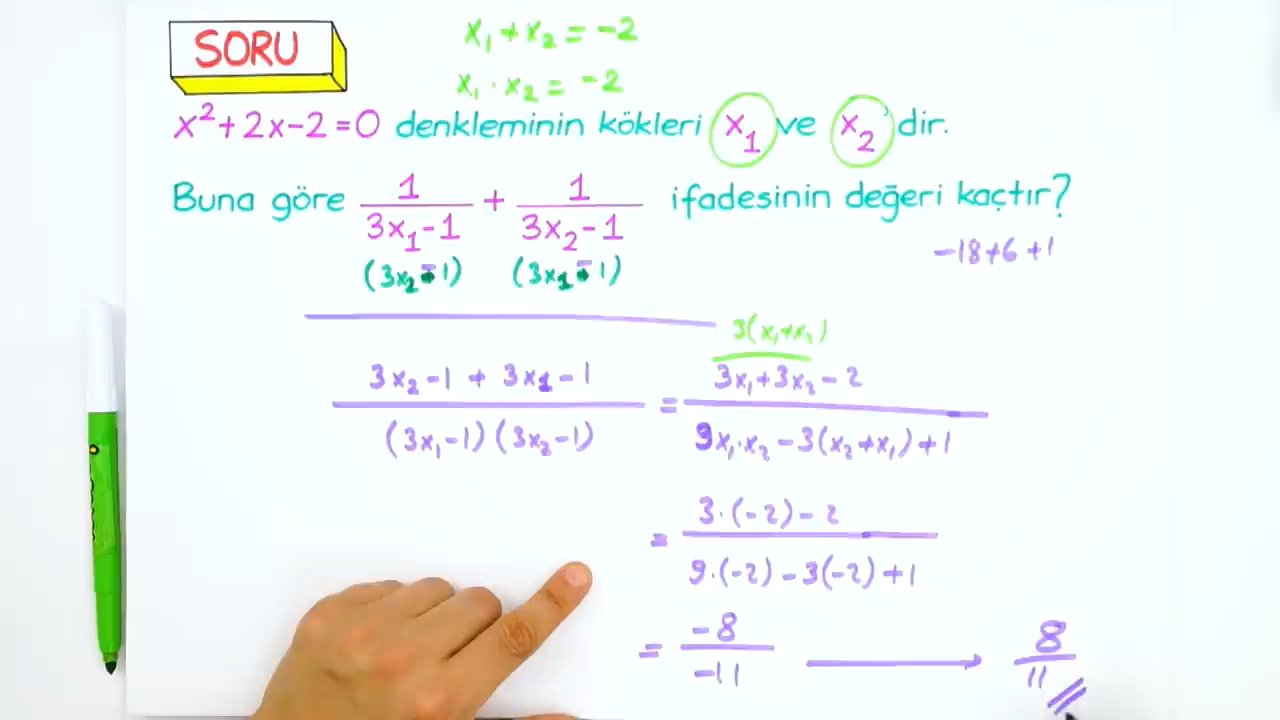 SORU
x₁ + x₂ = -2
x₁ · x₂ = -2
x²+2x-2=0 denkleminin kökleri x₁ ve x₂'dir.
Buna göre 1/(3x₁-1) + 1/(3x₂-1) ifadesinin değeri kaçtır?
(3x₂-1) (3x₁-1)
-18+6+1
3(x₁+x₂)
(3x₂-1 + 3x₁-1)/((3x₁-1)(3x₂-1)) = (3x₁+3x₂-2)/(9x₁·x₂-3(x₂+x₁)+1)
= (3·(-2)-2)/(9·(-2)-3(-2)+1)
= -8/-11 → 8/11